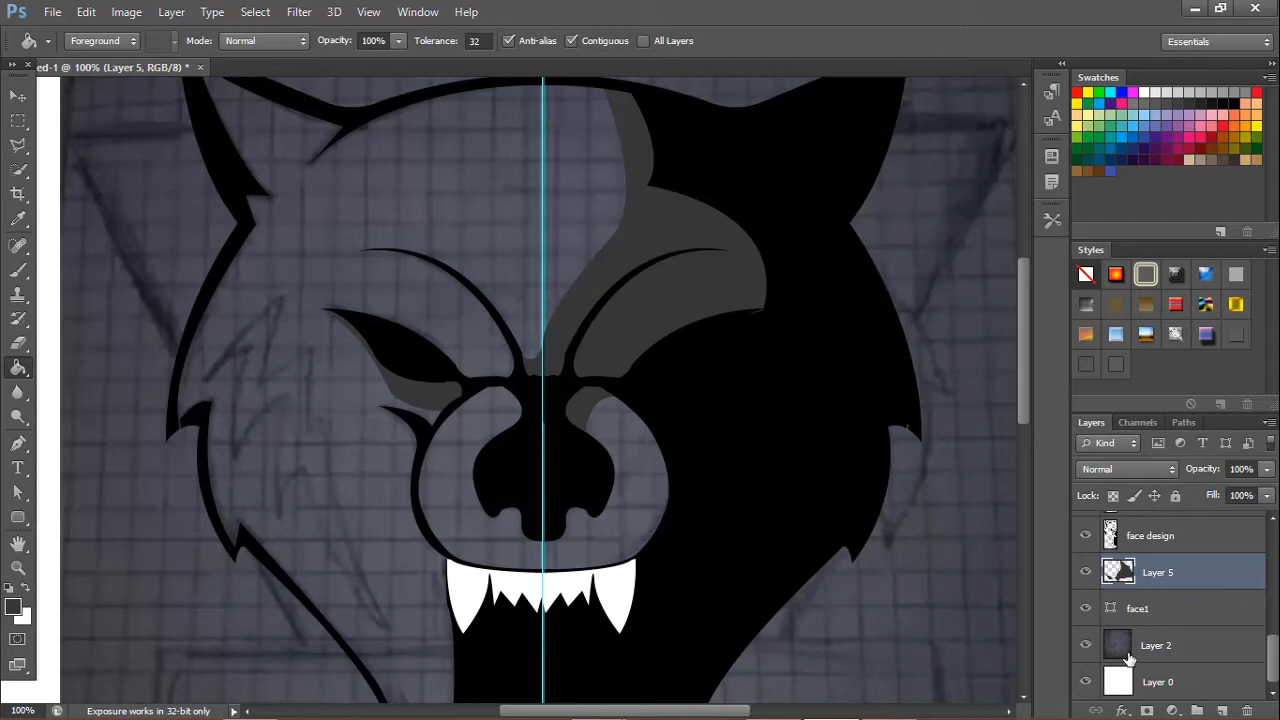 Ps File Edit Image Layer Type Select Filter 3D View Window Help
Foreground Mode: Normal Opacity: 100% Tolerance: 32 Anti-alias Contiguous All Layers Essentials
ed-1 @ 100% (Layer 5, RGB/8) *
Swatches
Styles
Layers Channels Paths
Kind
Normal Opacity: 100%
Lock: Fill: 100%
face design
Layer 5
face1
Layer 2
Layer 0
100% Exposure works in 32-bit only